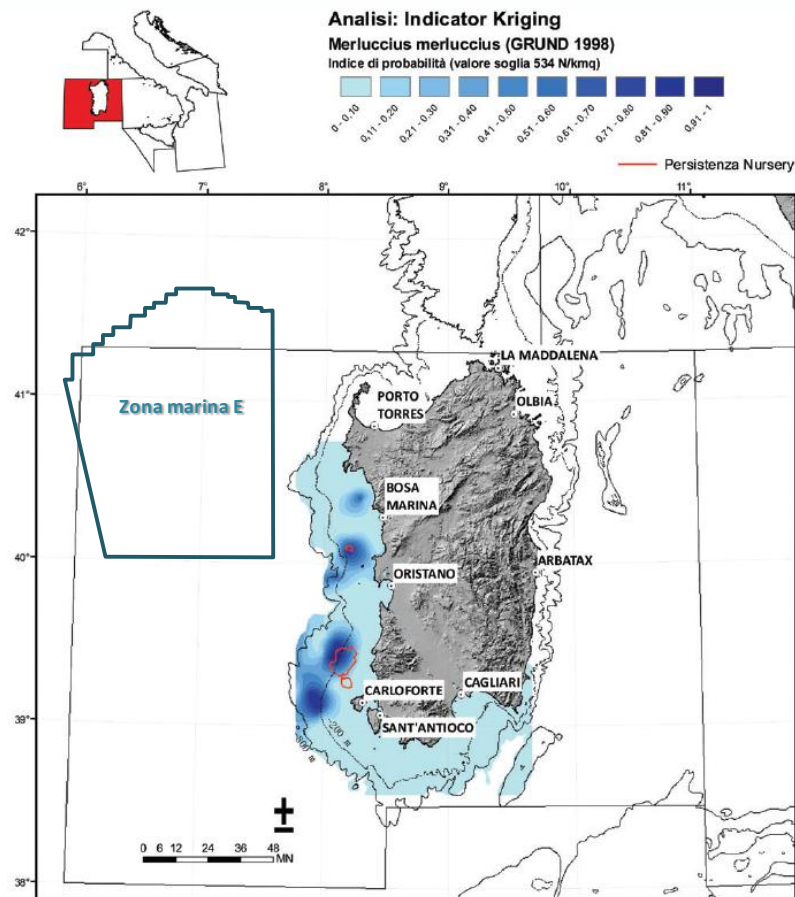 Analisi: Indicator Kriging
Merluccius merluccius (GRUND 1998)
Indice di probabilità (valore soglia 534 N/kmq)
0 - 0,10
0,11 - 0,20
0,21 - 0,30
0,31 - 0,40
0,41 - 0,50
0,51 - 0,60
0,61 - 0,70
0,71 - 0,80
0,81 - 0,90
0,91 - 1
Persistenza Nursery
6°
7°
8°
9°
10°
11°
42°
41°
40°
39°
38°
Zona marina E
LA MADDALENA
PORTO
TORRES
OLBIA
BOSA
MARINA
ORISTANO
ARBATAX
CAGLIARI
CARLOFORTE
SANT'ANTIOCO
-200 m
-800 m
0 6 12 24 36 48
MN